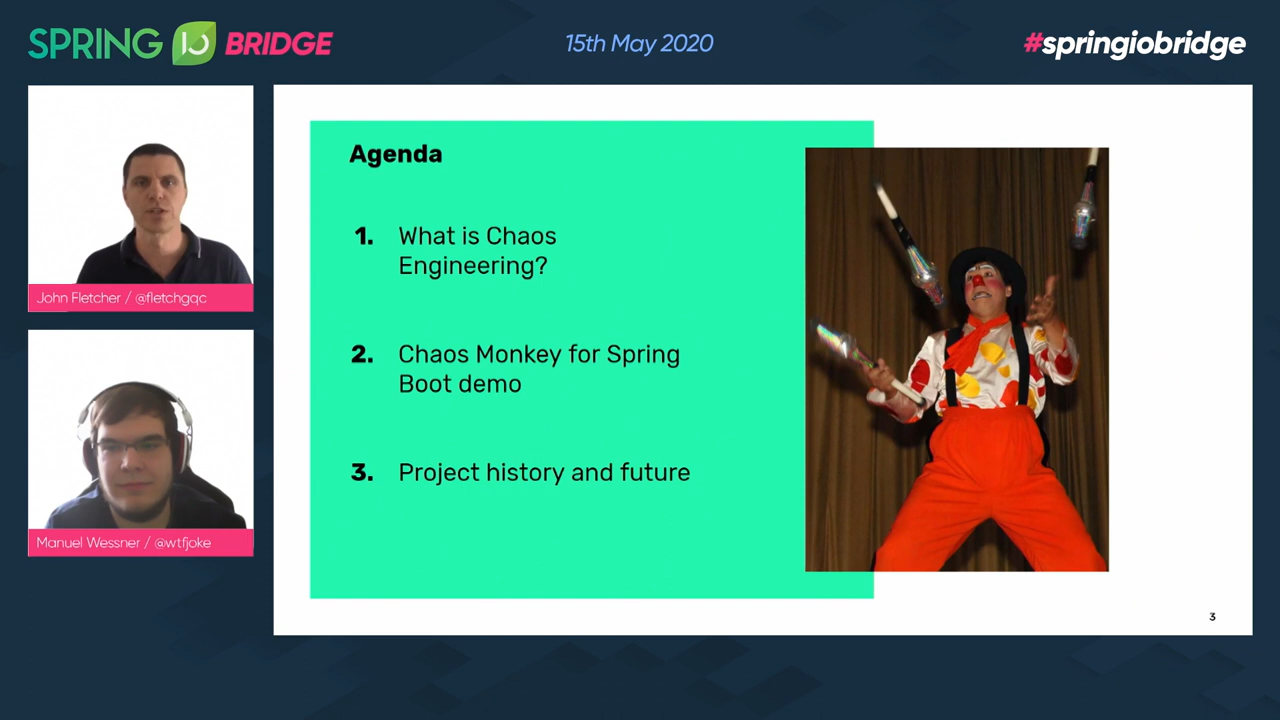 SPRING IO BRIDGE
15th May 2020
#springiobridge
John Fletcher / @fletchgqc
Manuel Wessner / @wtfjoke
Agenda
1. What is Chaos
Engineering?
2. Chaos Monkey for Spring
Boot demo
3. Project history and future
3